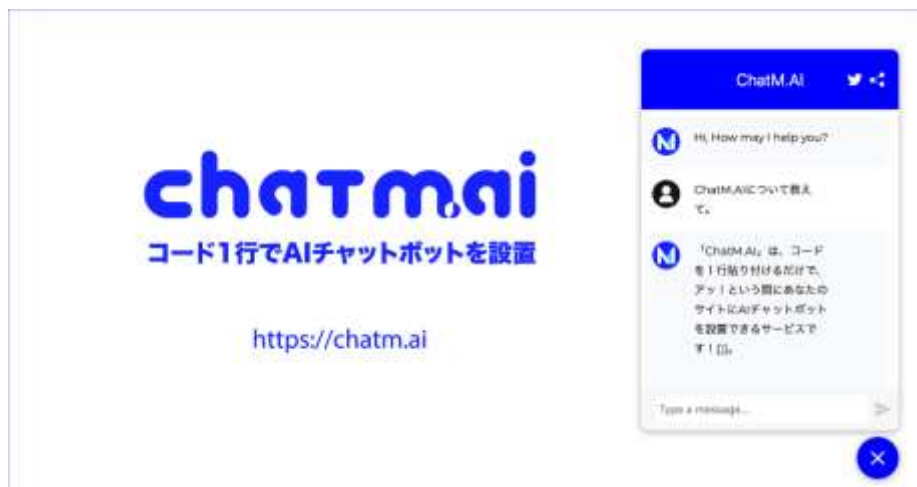 chatm.ai
コード1行でAIチャットボットを設置
https://chatm.ai
ChatM.AI
Hi, How may I help you?
ChatM.AIについて教え
て。
「ChatM.AI」は、コード
を1行貼り付けるだけで、
アッ！という間にあなたの
サイトにAIチャットボット
を設置できるサービスで
す！[]。
Type a message...